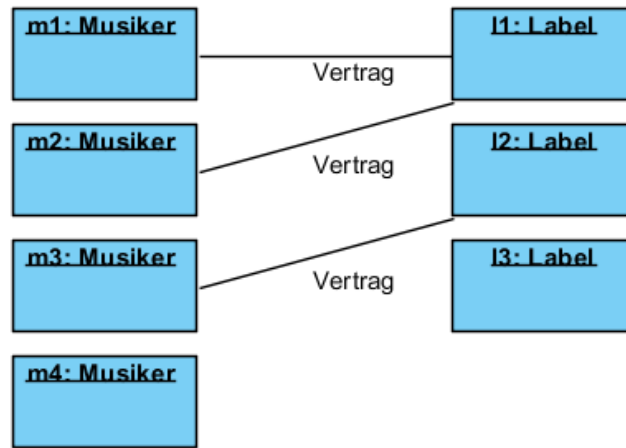 m1: Musiker
l1: Label
Vertrag
m2: Musiker
l2: Label
Vertrag
m3: Musiker
l3: Label
Vertrag
m4: Musiker